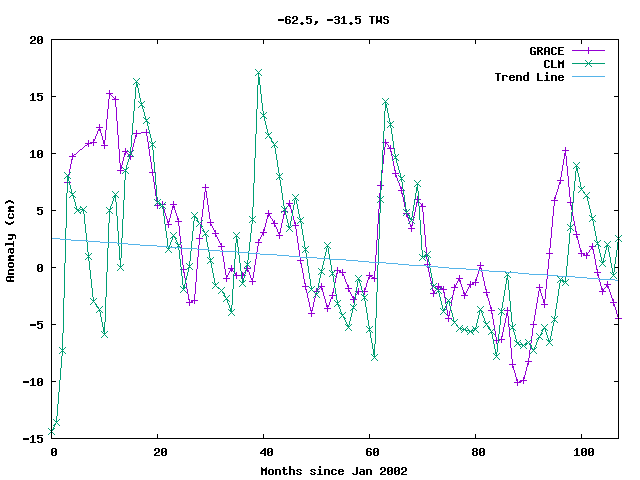 -62.5, -31.5 TWS
GRACE
CLM
Trend Line
20
15
10
5
0
-5
-10
-15
Anomaly (cm)
0 20 40 60 80 100
Months since Jan 2002